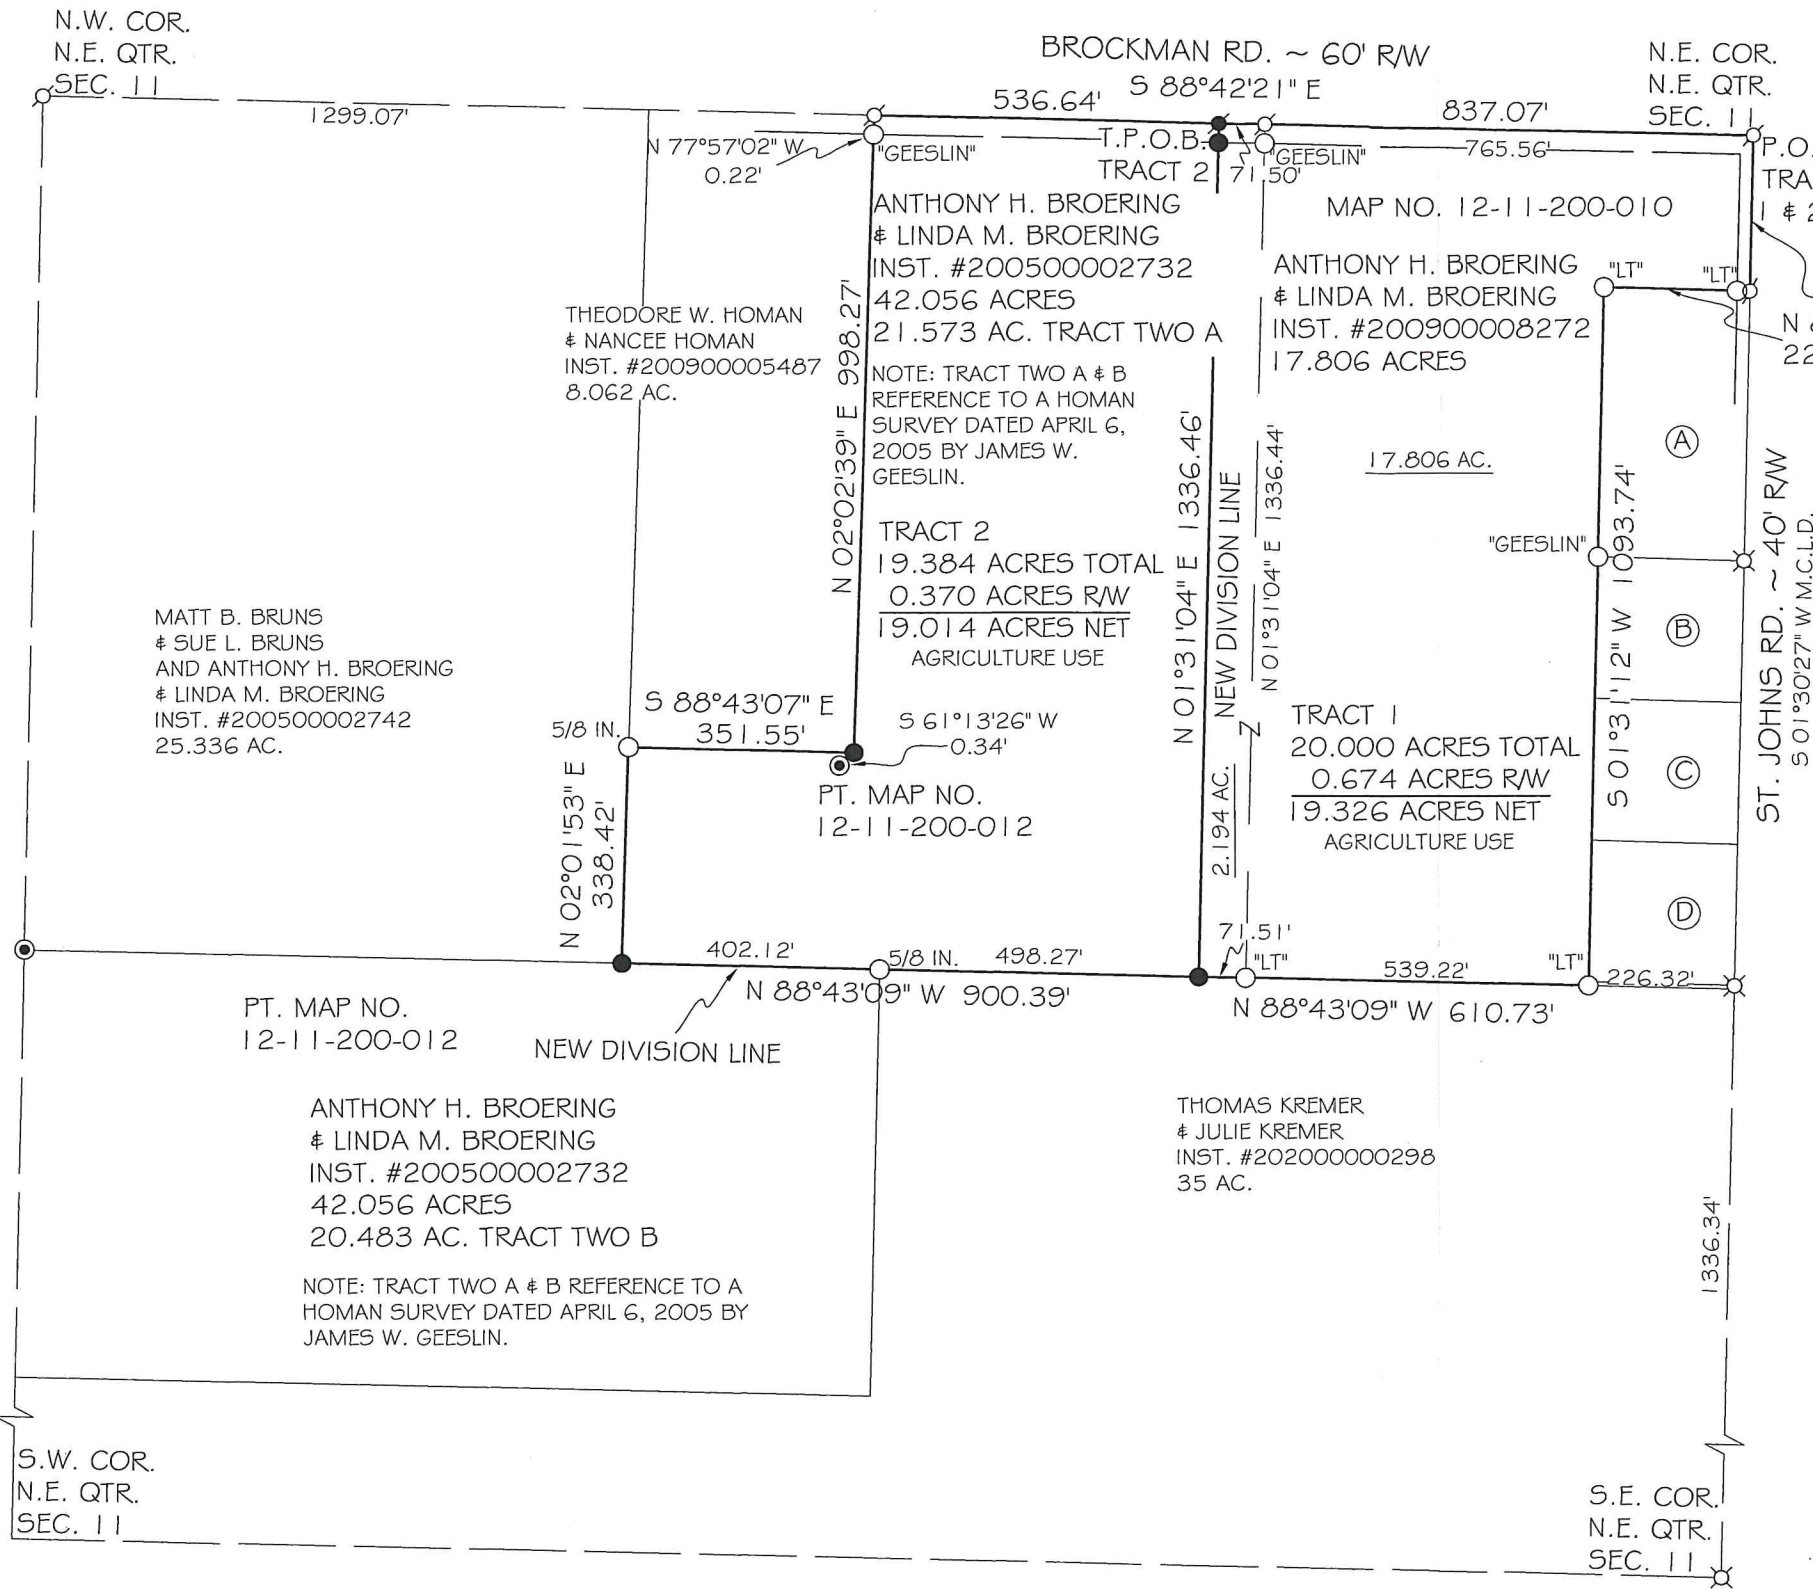 N.W. COR.
N.E. QTR.
SEC. 11
BROCKMAN RD. ~ 60' R/W
S 88°42'21" E
N.E. COR.
N.E. QTR.
SEC. 11
1299.07'
536.64'
837.07'
N 77°57'02" W
0.22'
"GEESLIN"
T.P.O.B.
TRACT 2
71.50'
"GEESLIN"
765.56'
P.O.
1 & 2
MAP NO. 12-11-200-010
ANTHONY H. BROERING
& LINDA M. BROERING
INST. #200500002732
42.056 ACRES
21.573 AC. TRACT TWO A
NOTE: TRACT TWO A & B
REFERENCE TO A HOMAN
SURVEY DATED APRIL 6,
2005 BY JAMES W.
GEESLIN.
ANTHONY H. BROERING
& LINDA M. BROERING
INST. #200900008272
17.806 ACRES
"LT"
"LT"
N
22
THEODORE W. HOMAN
& NANCEE HOMAN
INST. #200900005487
8.062 AC.
N 02°02'39" E 998.27'
N 01°31'04" E 1336.46'
NEW DIVISION LINE
N 01°31'04" E 1336.44'
17.806 AC.
"GEESLIN"
S 01°31'12" W 1093.74'
A
B
C
D
ST. JOHNS RD. ~ 40' R/W
S 01°30'27" W M.C.L.D.
TRACT 2
19.384 ACRES TOTAL
0.370 ACRES R/W
19.014 ACRES NET
AGRICULTURE USE
MATT B. BRUNS
& SUE L. BRUNS
AND ANTHONY H. BROERING
& LINDA M. BROERING
INST. #200500002742
25.336 AC.
S 88°43'07" E
351.55'
5/8 IN.
S 61°13'26" W
0.34'
PT. MAP NO.
12-11-200-012
N 02°01'53" E
338.42'
2.194 AC.
TRACT 1
20.000 ACRES TOTAL
0.674 ACRES R/W
19.326 ACRES NET
AGRICULTURE USE
402.12'
5/8 IN.
498.27'
71.51'
"LT"
539.22'
"LT"
226.32'
N 88°43'09" W 900.39'
N 88°43'09" W 610.73'
PT. MAP NO.
12-11-200-012
NEW DIVISION LINE
ANTHONY H. BROERING
& LINDA M. BROERING
INST. #200500002732
42.056 ACRES
20.483 AC. TRACT TWO B
NOTE: TRACT TWO A & B REFERENCE TO A
HOMAN SURVEY DATED APRIL 6, 2005 BY
JAMES W. GEESLIN.
THOMAS KREMER
& JULIE KREMER
INST. #202000000298
35 AC.
1336.34'
S.W. COR.
N.E. QTR.
SEC. 11
S.E. COR.
N.E. QTR.
SEC. 11